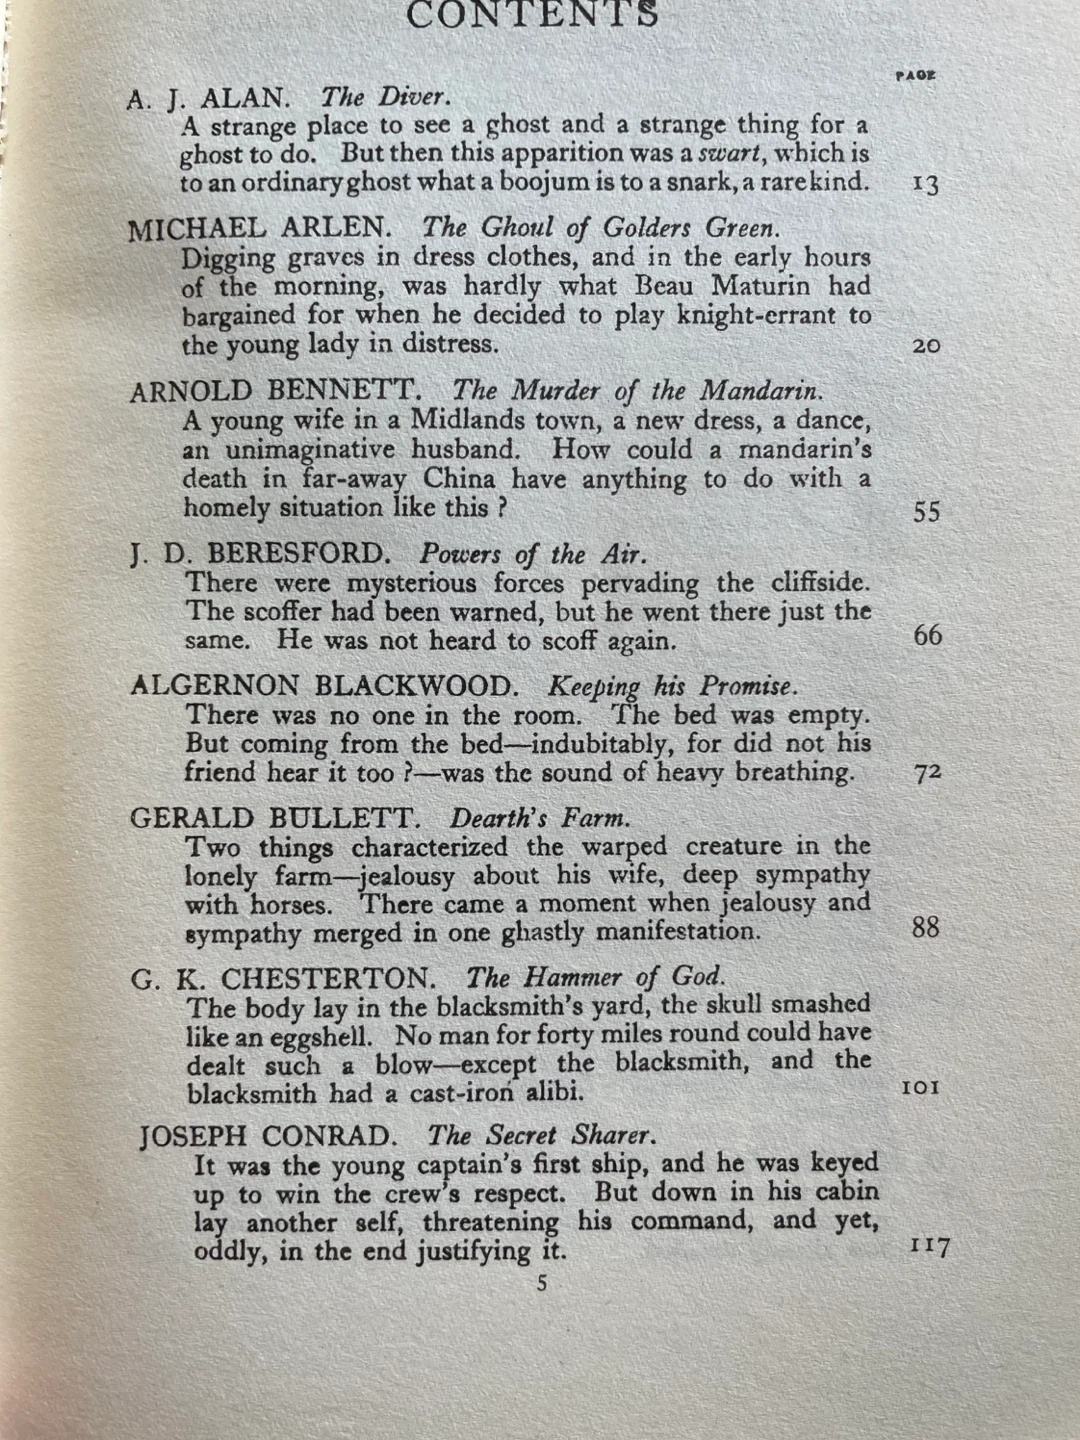 CONTENTS
PAGE
A. J. ALAN. The Diver.
A strange place to see a ghost and a strange thing for a
ghost to do. But then this apparition was a swart, which is
to an ordinary ghost what a boojum is to a snark, a rare kind. 13
MICHAEL ARLEN. The Ghoul of Golders Green.
Digging graves in dress clothes, and in the early hours
of the morning, was hardly what Beau Maturin had
bargained for when he decided to play knight-errant to
the young lady in distress. 20
ARNOLD BENNETT. The Murder of the Mandarin.
A young wife in a Midlands town, a new dress, a dance,
an unimaginative husband. How could a mandarin's
death in far-away China have anything to do with a
homely situation like this ? 55
J. D. BERESFORD. Powers of the Air.
There were mysterious forces pervading the cliffside.
The scoffer had been warned, but he went there just the
same. He was not heard to scoff again. 66
ALGERNON BLACKWOOD. Keeping his Promise.
There was no one in the room. The bed was empty.
But coming from the bed—indubitably, for did not his
friend hear it too ?—was the sound of heavy breathing. 72
GERALD BULLETT. Dearth's Farm.
Two things characterized the warped creature in the
lonely farm—jealousy about his wife, deep sympathy
with horses. There came a moment when jealousy and
sympathy merged in one ghastly manifestation. 88
G. K. CHESTERTON. The Hammer of God.
The body lay in the blacksmith's yard, the skull smashed
like an eggshell. No man for forty miles round could have
dealt such a blow—except the blacksmith, and the
blacksmith had a cast-iron alibi. 101
JOSEPH CONRAD. The Secret Sharer.
It was the young captain's first ship, and he was keyed
up to win the crew's respect. But down in his cabin
lay another self, threatening his command, and yet,
oddly, in the end justifying it. 117
5